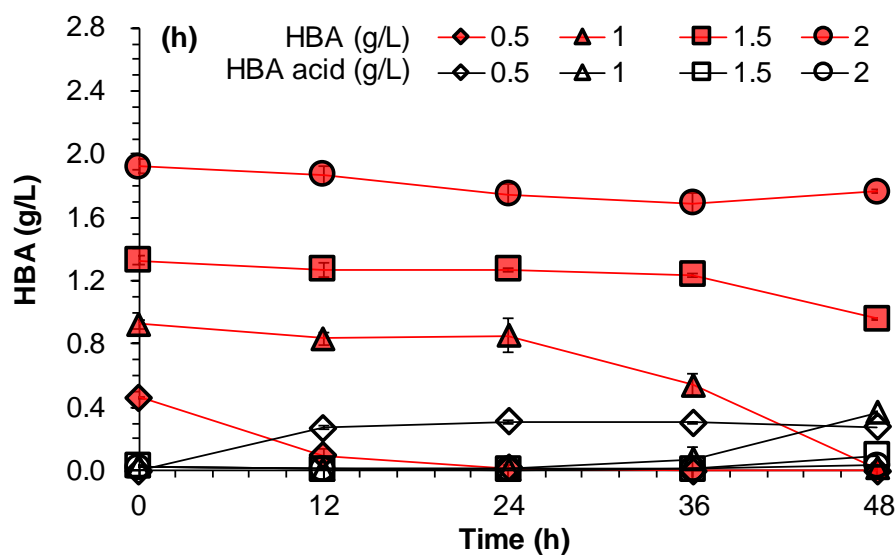 (h) HBA (g/L) 0.5 1 1.5 2
HBA acid (g/L) 0.5 1 1.5 2
2.8
2.4
2.0
1.6
1.2
0.8
0.4
0.0
HBA (g/L)
0 12 24 36 48
Time (h)